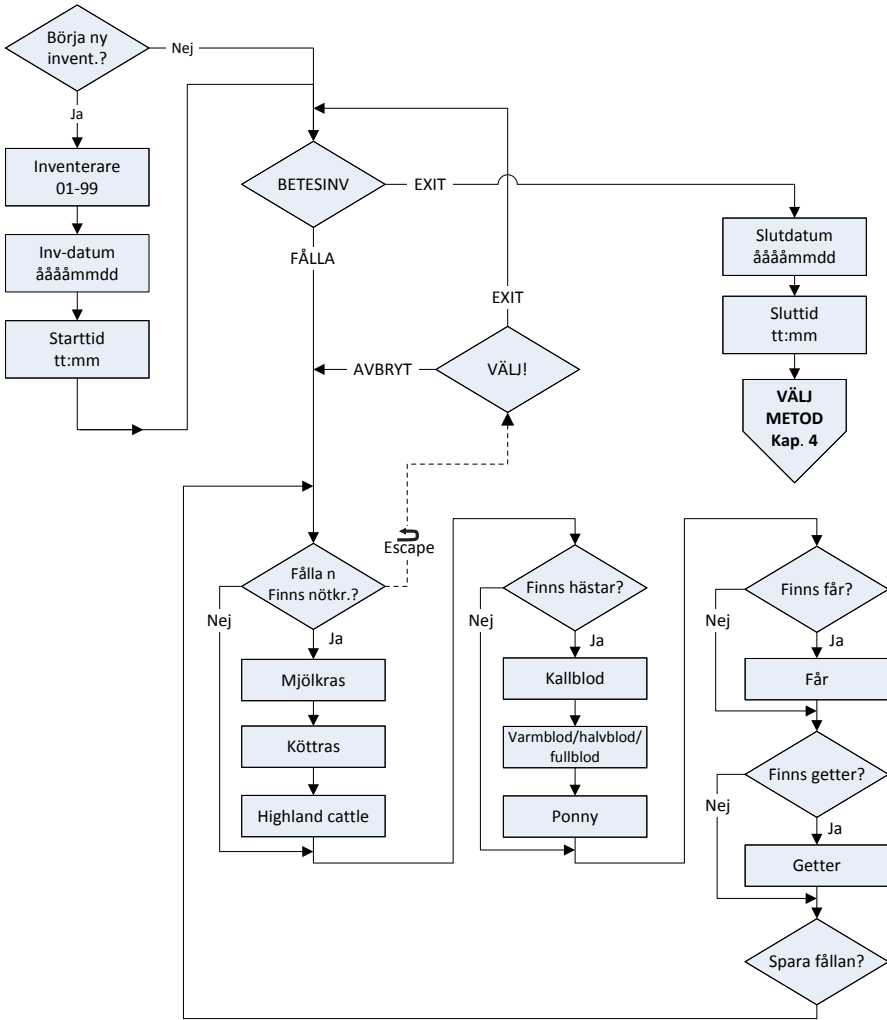 Börja ny
invent.?
Nej
Ja
Inventerare
01-99
Inv-datum
ååååmmdd
Starttid
tt:mm
BETESINV
EXIT
FÅLLA
Slutdatum
ååååmmdd
Sluttid
tt:mm
VÄLJ
METOD
Kap. 4
EXIT
VÄLJ!
AVBRYT
Escape
Fålla n
Finns nötkr.?
Nej
Ja
Mjölkras
Köttras
Highland cattle
Finns hästar?
Nej
Ja
Kallblod
Varmblod/halvblod/
fullblod
Ponny
Finns får?
Nej
Ja
Får
Finns getter?
Nej
Ja
Getter
Spara fållan?